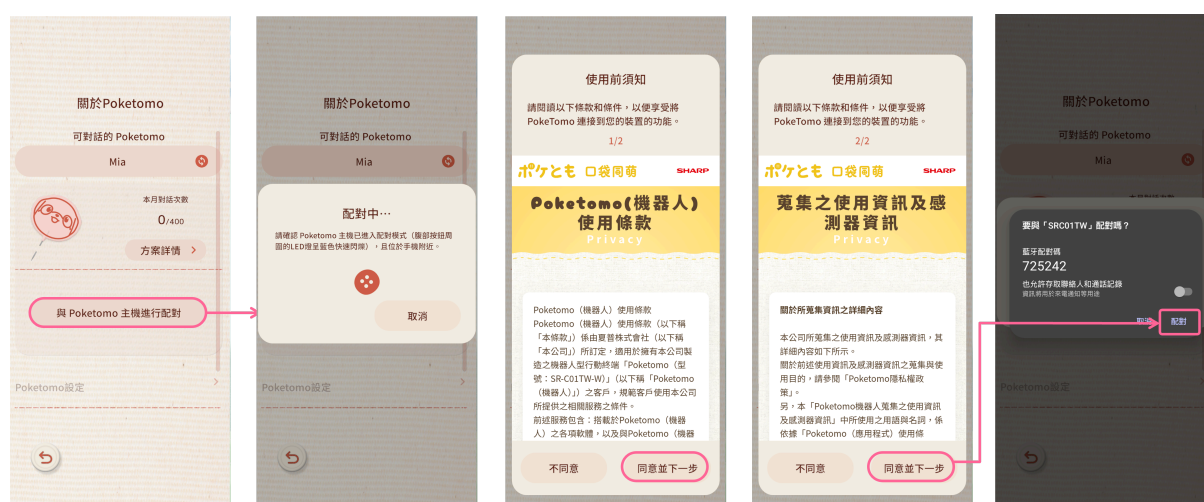 關於Poketomo
可對話的 Poketomo
Mia
本月對話次數
0/400
方案詳情
與 Poketomo 主機進行配對
Poketomo設定
關於Poketomo
可對話的 Poketomo
Mia
配對中…
請確認 Poketomo 主機已進入配對模式（腹部按鈕周
圍的LED燈呈藍色快速閃爍），且位於手機附近。
取消
Poketomo設定
使用前須知
請閱讀以下條款和條件，以便享受將
PokeTomo 連接到您的裝置的功能。
1/2
ポケとも 口袋同萌 SHARP
Poketomo(機器人)
使用條款
Privacy
Poketomo（機器人）使用條款
Poketomo（機器人）使用條款（以下稱
「本條款」）係由夏普株式會社（以下稱
「本公司」）所訂定，適用於擁有本公司製
造之機器人型行動終端「Poketomo（型
號：SR-C01TW-W)」（以下稱「Poketomo
（機器人）」）之客戶，規範客戶使用本公司
所提供之相關服務之條件。
前述服務包含：搭載於Poketomo（機器
人）之各項軟體，以及與Poketomo（機器
不同意
同意並下一步
使用前須知
請閱讀以下條款和條件，以便享受將
PokeTomo 連接到您的裝置的功能。
2/2
ポケとも 口袋同萌 SHARP
蒐集之使用資訊及感
測器資訊
Privacy
關於所蒐集資訊之詳細內容
本公司所蒐集之使用資訊及感測器資訊，其
詳細內容如下所示。
關於前述使用資訊及感測器資訊之蒐集與使
用目的，請參閱「Poketomo隱私權政
策」。
另，本「Poketomo機器人蒐集之使用資訊
及感測器資訊」中所使用之用語與名詞，係
依據「Poketomo（應用程式）使用條
不同意
同意並下一步
關於Poketomo
可對話的 Poketomo
Mia
本月對話次數
要與「SRC01TW」配對嗎？
藍牙配對碼
725242
也允許存取聯絡人和通話記錄
資訊將用於來電通知等用途
取消
配對
Poketomo設定